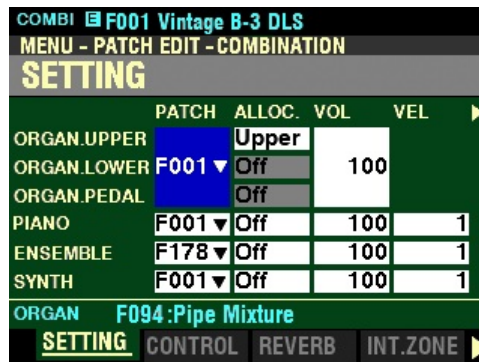 COMBI E F001 Vintage B-3 DLS
MENU - PATCH EDIT - COMBINATION
SETTING
PATCH ALLOC. VOL VEL
ORGAN.UPPER Upper
ORGAN.LOWER F001 Off 100
ORGAN.PEDAL Off
PIANO F001 Off 100 1
ENSEMBLE F178 Off 100 1
SYNTH F001 Off 100 1
ORGAN F094:Pipe Mixture
SETTING CONTROL REVERB INT.ZONE